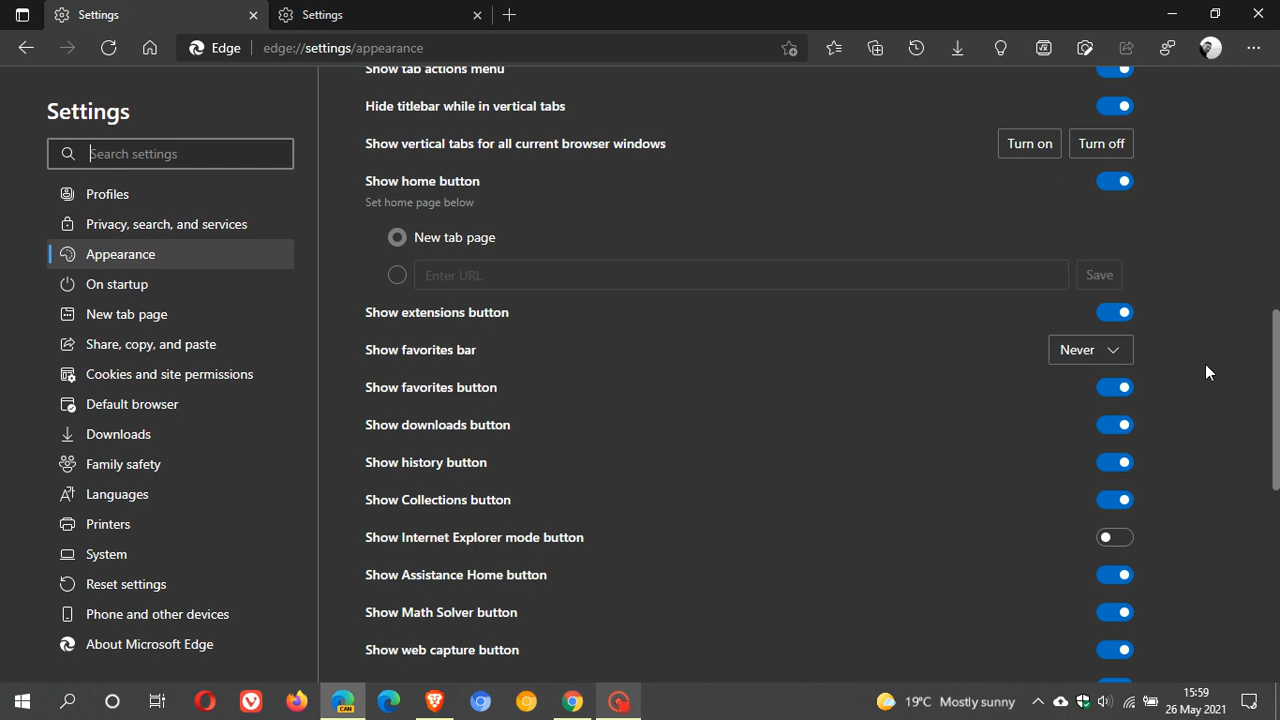 Settings
Settings
Edge
edge://settings/appearance
Settings
Search settings
Profiles
Privacy, search, and services
Appearance
On startup
New tab page
Share, copy, and paste
Cookies and site permissions
Default browser
Downloads
Family safety
Languages
Printers
System
Reset settings
Phone and other devices
About Microsoft Edge
Show tab actions menu
Hide titlebar while in vertical tabs
Show vertical tabs for all current browser windows
Turn on
Turn off
Show home button
Set home page below
New tab page
Enter URL
Save
Show extensions button
Show favorites bar
Never
Show favorites button
Show downloads button
Show history button
Show Collections button
Show Internet Explorer mode button
Show Assistance Home button
Show Math Solver button
Show web capture button
CAN
19°C Mostly sunny
15:59
26 May 2021